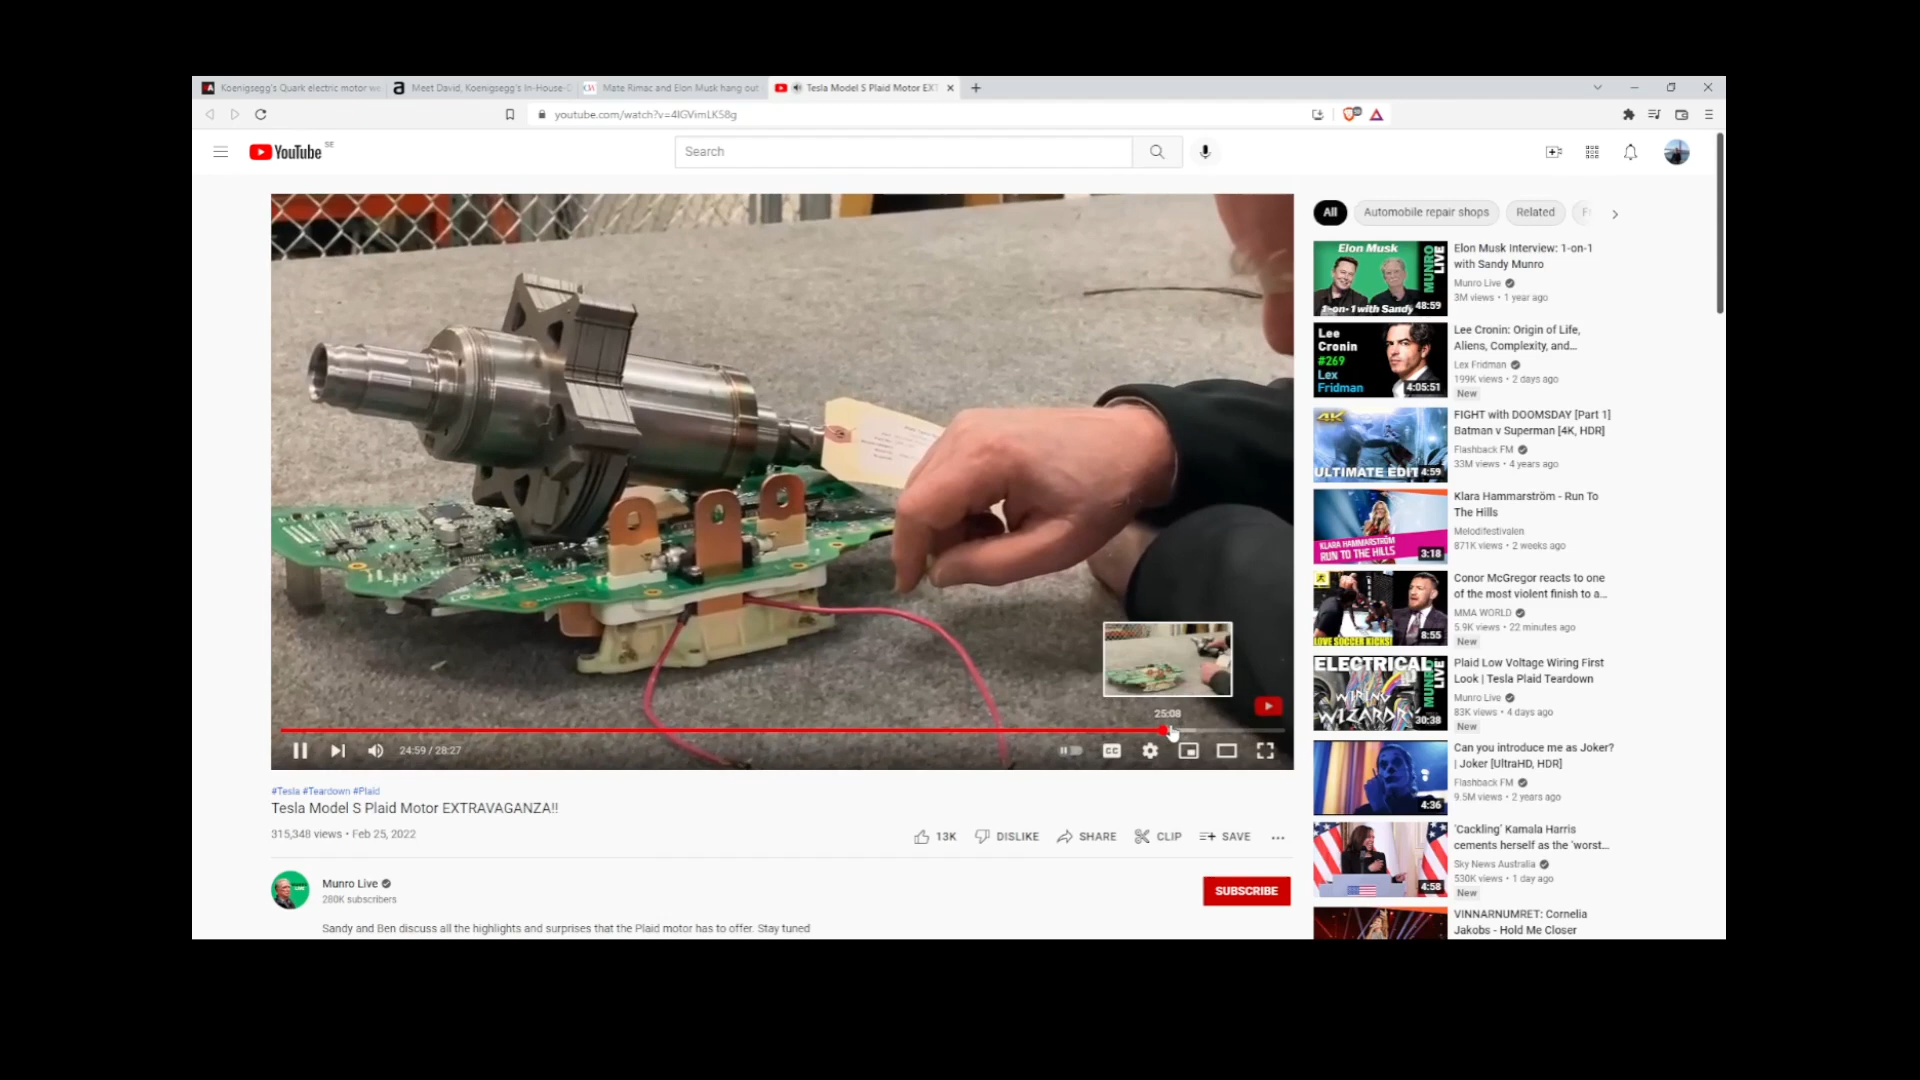 Koenigsegg's Quark electric motor we
Meet David, Koenigsegg's In-House-
Mate Rimac and Elon Musk hang out
Tesla Model S Plaid Motor EXT
youtube.com/watch?v=4IGVimLK58g
YouTube SE
Search
All
Automobile repair shops
Related
Elon Musk
MUNRO LIVE
1-on-1 with Sandy
48:59
Elon Musk Interview: 1-on-1
with Sandy Munro
Munro Live
3M views • 1 year ago
Lee
Cronin
#269
Lex
Fridman
4:05:51
Lee Cronin: Origin of Life,
Aliens, Complexity, and...
Lex Fridman
199K views • 2 days ago
New
4K
ULTIMATE EDIT
4:59
FIGHT with DOOMSDAY [Part 1]
Batman v Superman [4K, HDR]
Flashback FM
33M views • 4 years ago
KLARA HAMMARSTRÖM
RUN TO THE HILLS
3:18
Klara Hammarström - Run To
The Hills
Melodifestivalen
871K views • 2 weeks ago
LOVE SOCCER KICKS!
8:55
Conor McGregor reacts to one
of the most violent finish to a...
MMA WORLD
5.9K views • 22 minutes ago
New
ELECTRICAL
WIRING
WIZARDRY
MUNRO LIVE
30:38
Plaid Low Voltage Wiring First
Look | Tesla Plaid Teardown
Munro Live
83K views • 4 days ago
New
4:36
Can you introduce me as Joker?
| Joker [UltraHD, HDR]
Flashback FM
9.5M views • 2 years ago
4:58
'Cackling' Kamala Harris
cements herself as the 'worst...
Sky News Australia
530K views • 1 day ago
New
VINNARNUMRET: Cornelia
Jakobs - Hold Me Closer
25:08
24:59 / 28:27
CC
#Tesla #Teardown #Plaid
Tesla Model S Plaid Motor EXTRAVAGANZA!!
315,348 views • Feb 25, 2022
13K
DISLIKE
SHARE
CLIP
SAVE
Munro Live
280K subscribers
SUBSCRIBE
Sandy and Ben discuss all the highlights and surprises that the Plaid motor has to offer. Stay tuned